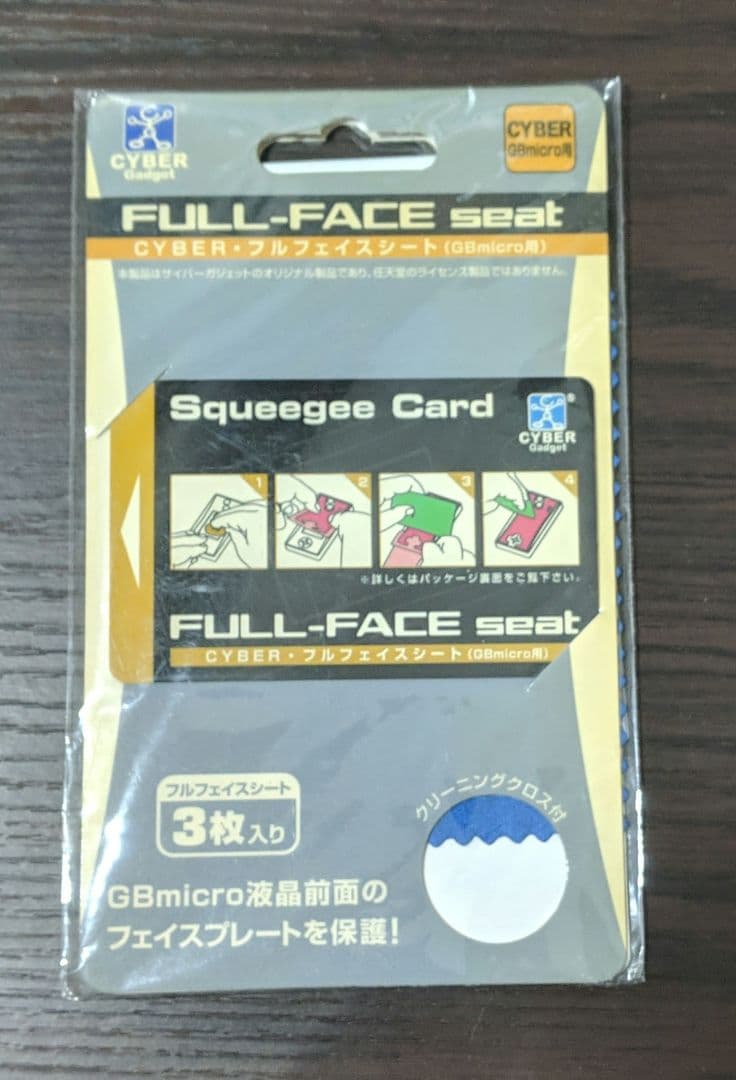 CYBER
Gadget
CYBER
GBmicro用
FULL-FACE seat
CYBER・フルフェイスシート(GBmicro用)
本製品はサイバーガジェットのオリジナル製品であり、任天堂のライセンス製品ではありません。
Squeegee Card
®
CYBER
Gadget
1
2
3
4
※詳しくはパッケージ裏面をご覧下さい。
FULL-FACE seat
CYBER・フルフェイスシート(GBmicro用)
フルフェイスシート
3枚入り
クリーニングクロス付
GBmicro液晶前面の
フェイスプレートを保護!